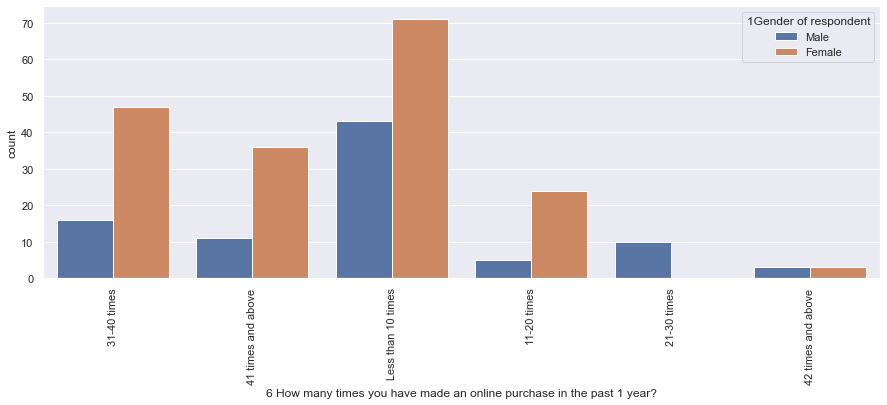 1Gender of respondent
Male
Female
count
70
60
50
40
30
20
10
0
31-40 times
41 times and above
Less than 10 times
11-20 times
21-30 times
42 times and above
6 How many times you have made an online purchase in the past 1 year?